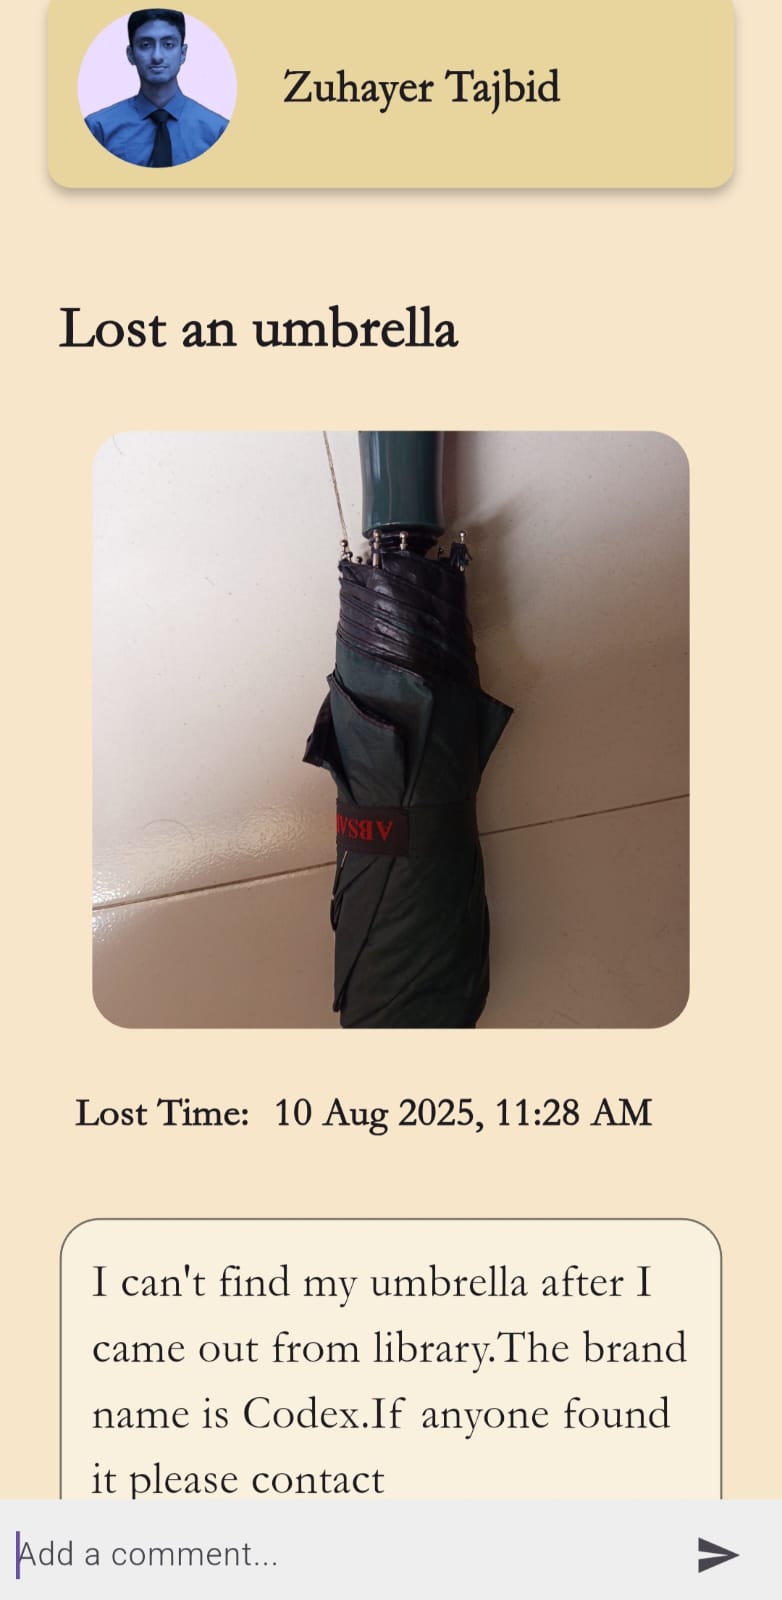 Zuhayer Tajbid
Lost an umbrella
ABSA
Lost Time: 10 Aug 2025, 11:28 AM
I can't find my umbrella after I
came out from library.The brand
name is Codex.If anyone found
it please contact
Add a comment...